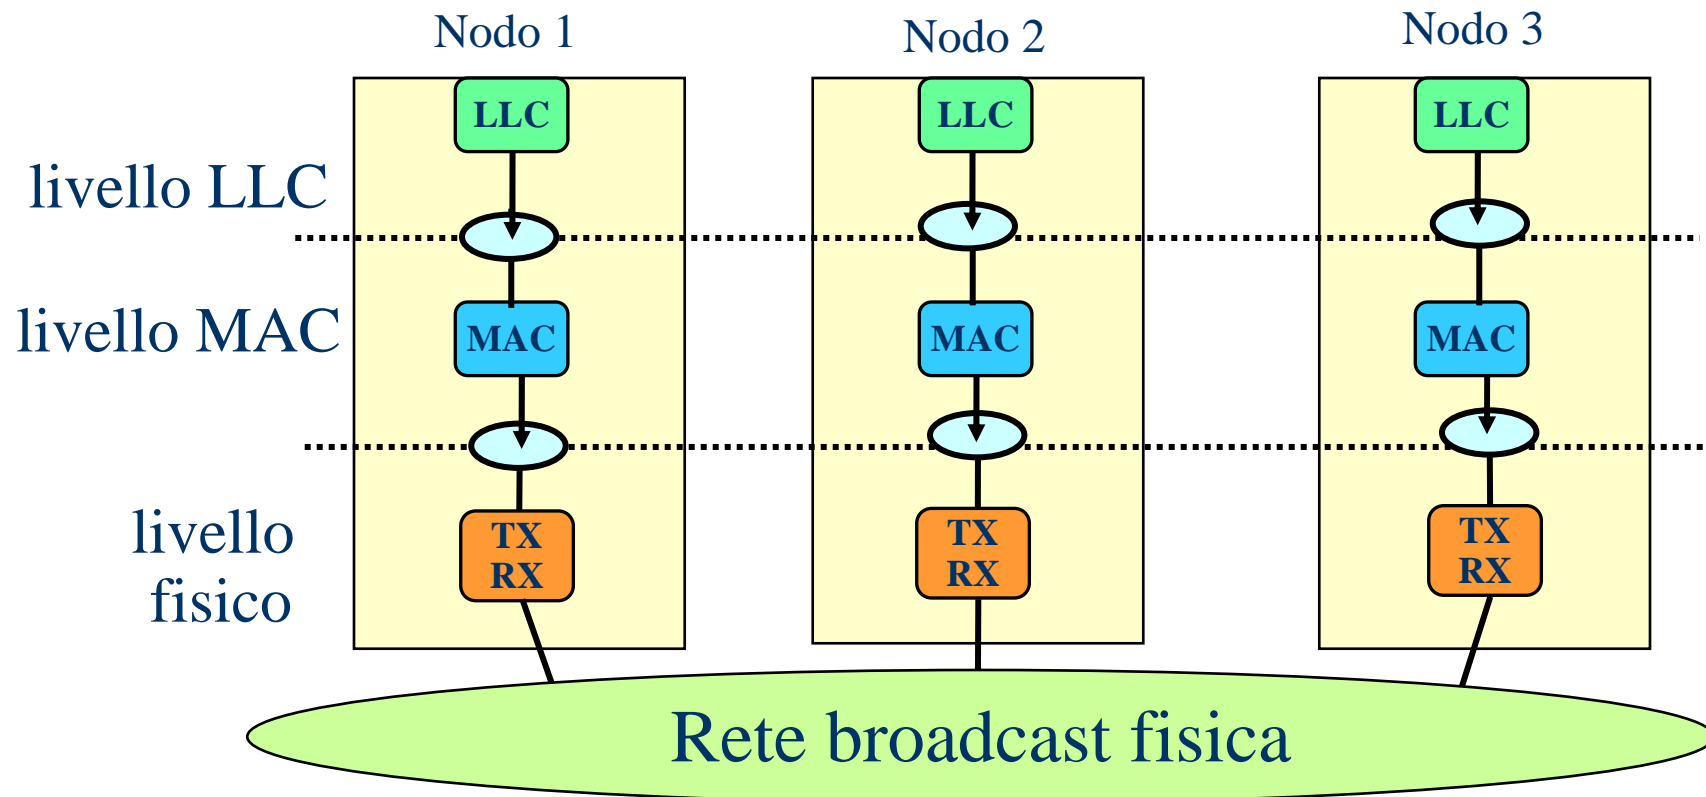 Nodo 1
Nodo 2
Nodo 3
LLC
LLC
LLC
livello LLC
livello MAC
MAC
MAC
MAC
livello
fisico
TX
RX
TX
RX
TX
RX
Rete broadcast fisica